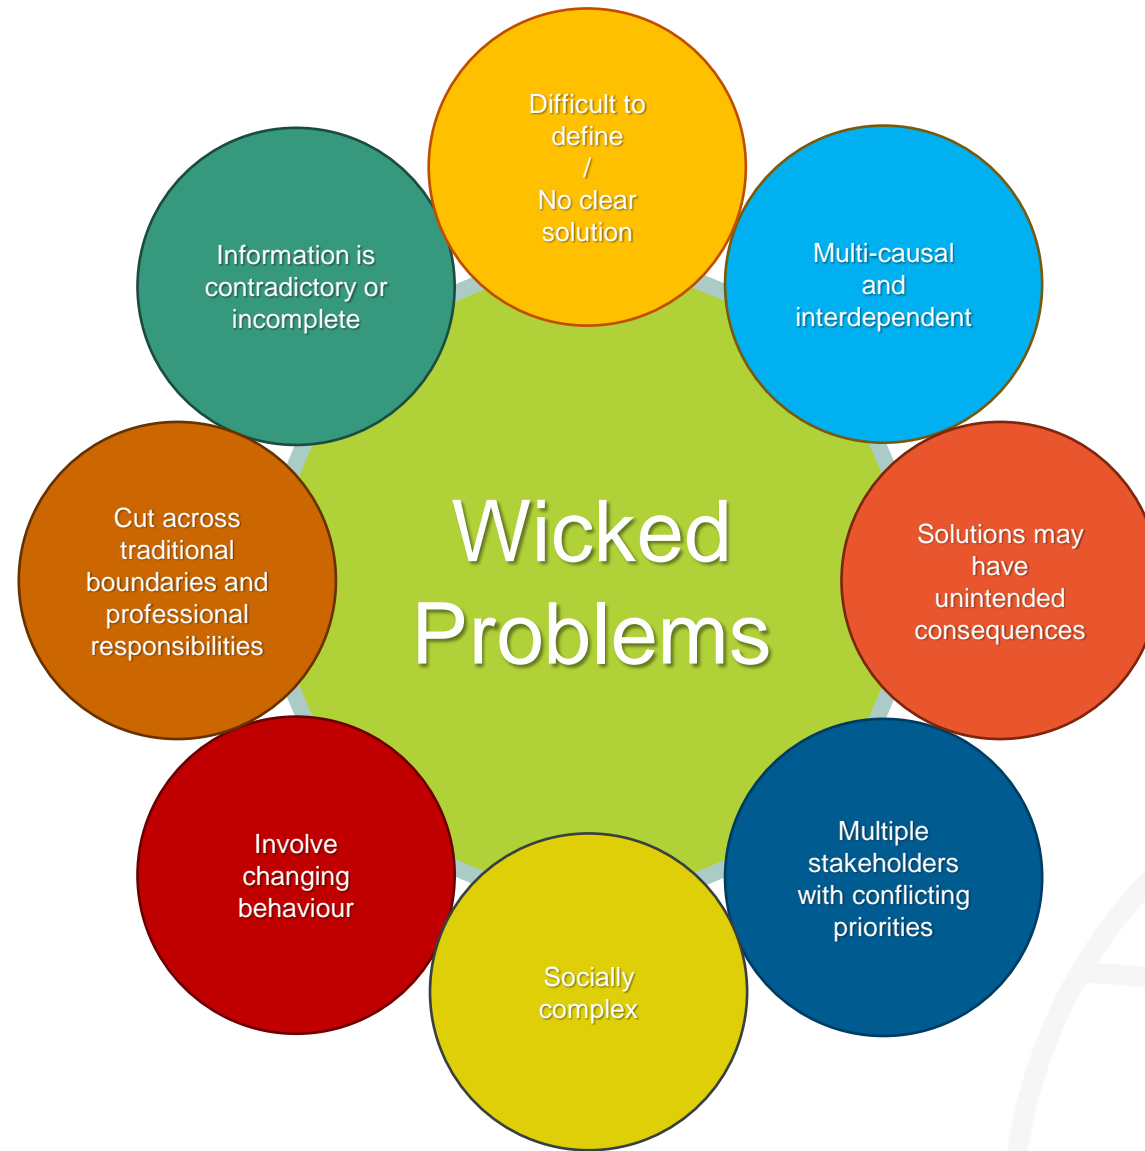 Difficult to
define
/
No clear
solution
Multi-causal
and
interdependent
Solutions may
have
unintended
consequences
Multiple
stakeholders
with conflicting
priorities
Socially
complex
Involve
changing
behaviour
Cut across
traditional
boundaries and
professional
responsibilities
Information is
contradictory or
incomplete
Wicked
Problems